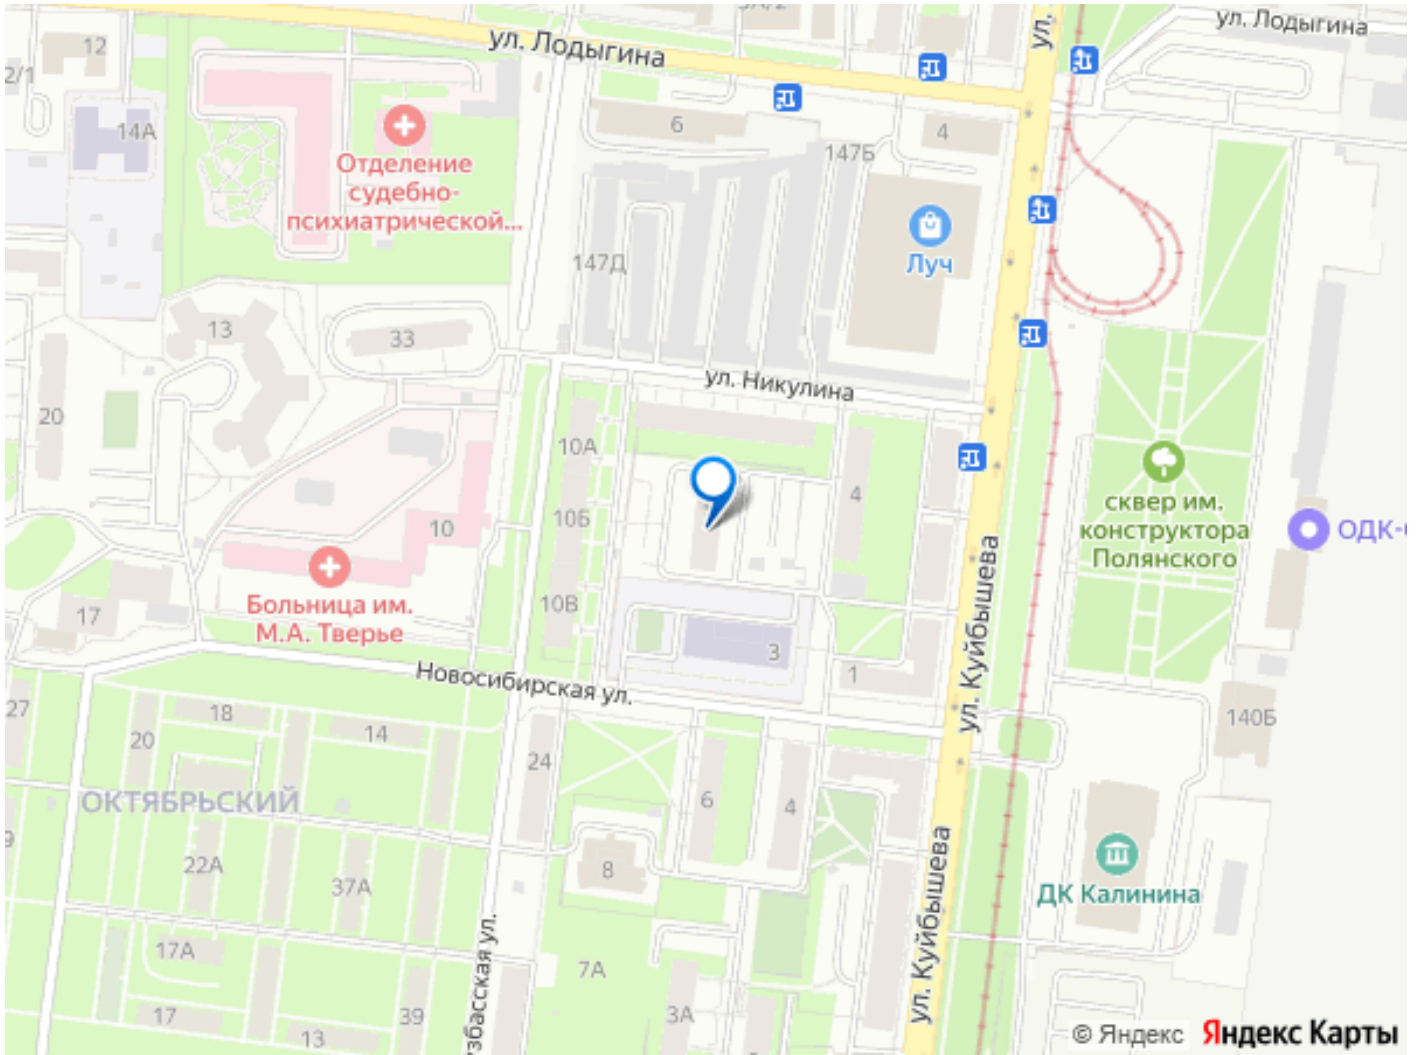 12
2/1
14А
ул. Лодыгина
ул.
ул. Лодыгина
6
4
147Б
Отделение
судебно-
психиатрической...
147Д
Луч
13
33
20
ул. Никулина
10А
4
10Б
10
10В
сквер им.
конструктора
Полянского
ОДК-
Больница им.
М.А. Тверье
17
3
1
ул. Куйбышева
Новосибирская ул.
27
18
14
20
24
140Б
ОКТЯБРЬСКИЙ
6
4
22А
37А
8
ДК Калинина
ул. Куйбышева
17А
7А
збасская ул.
17
13
39
3А
© Яндекс Яндекс Карты